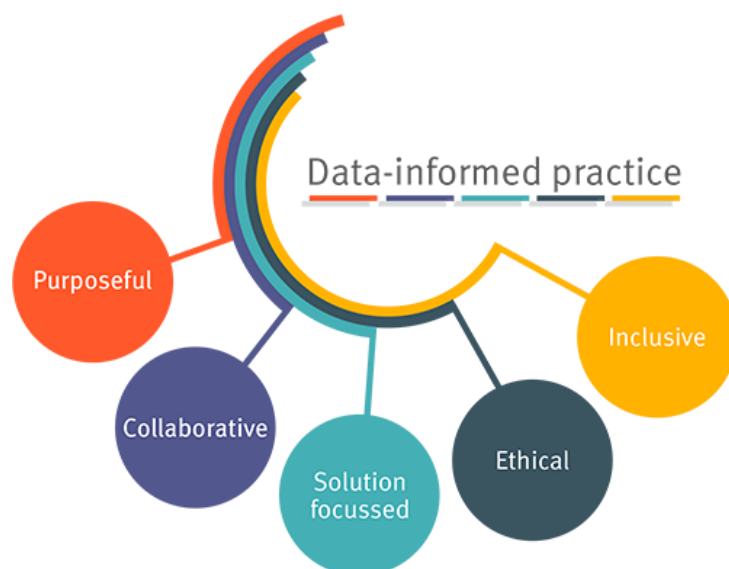 Data-informed practice
Purposeful
Collaborative
Solution
focussed
Ethical
Inclusive